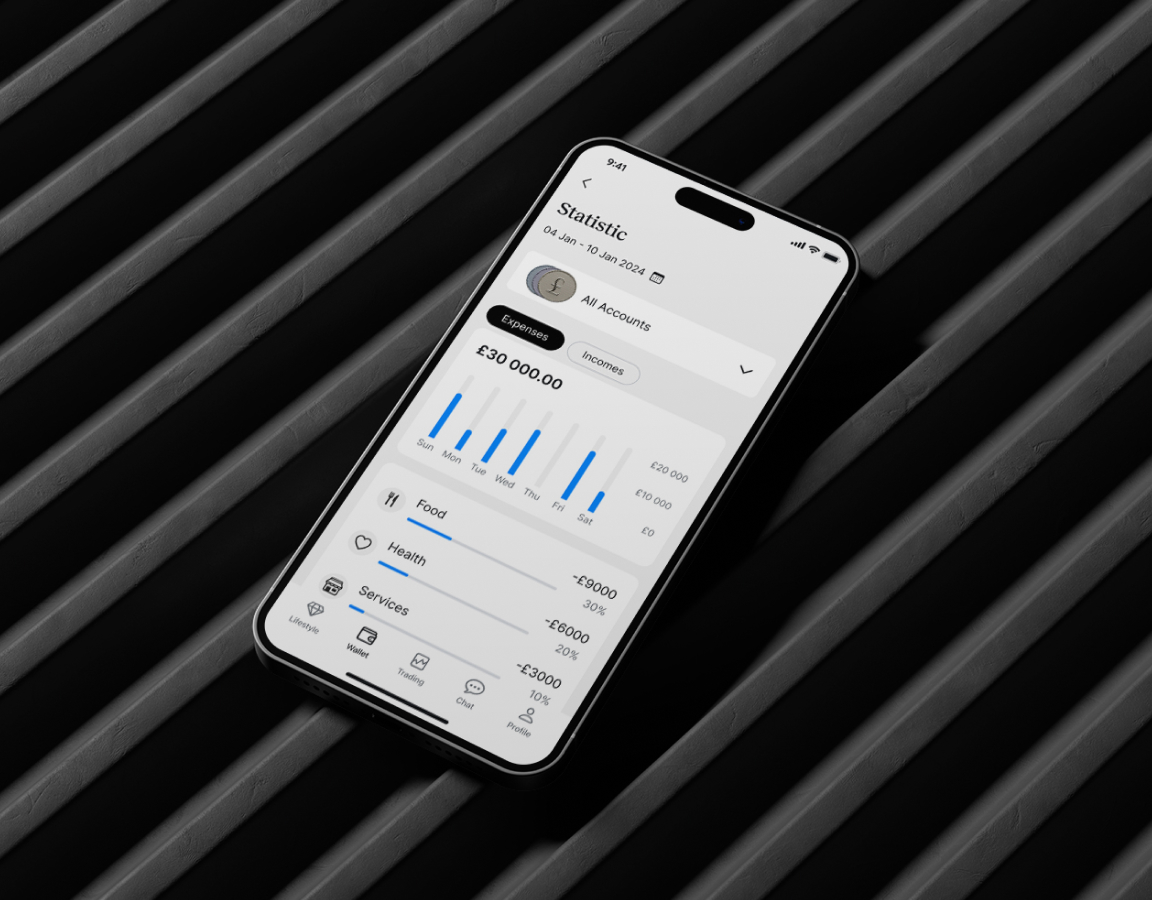 9:41
Statistic
04 Jan - 10 Jan 2024
£
All Accounts
Expenses
Incomes
£30 000.00
£20 000
£10 000
£0
Sun Mon Tue Wed Thu Fri Sat
Food
-£9000
30%
Health
-£6000
20%
Services
-£3000
10%
Lifestyle
Wallet
Trading
Chat
Profile